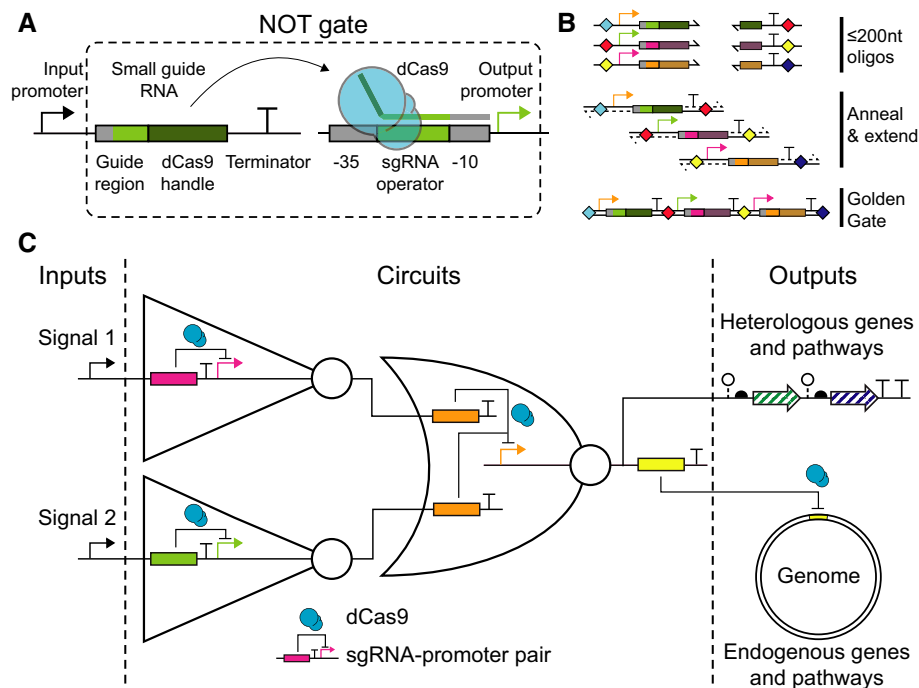 A
NOT gate
Input
promoter
Small guide
RNA
dCas9
Output
promoter
Guide
region
dCas9
handle
Terminator
-35
sgRNA
operator
-10
B
≤200nt
oligos
Anneal
& extend
Golden
Gate
C
Inputs
Circuits
Outputs
Signal 1
Signal 2
Heterologous genes
and pathways
Genome
Endogenous genes
and pathways
dCas9
sgRNA-promoter pair